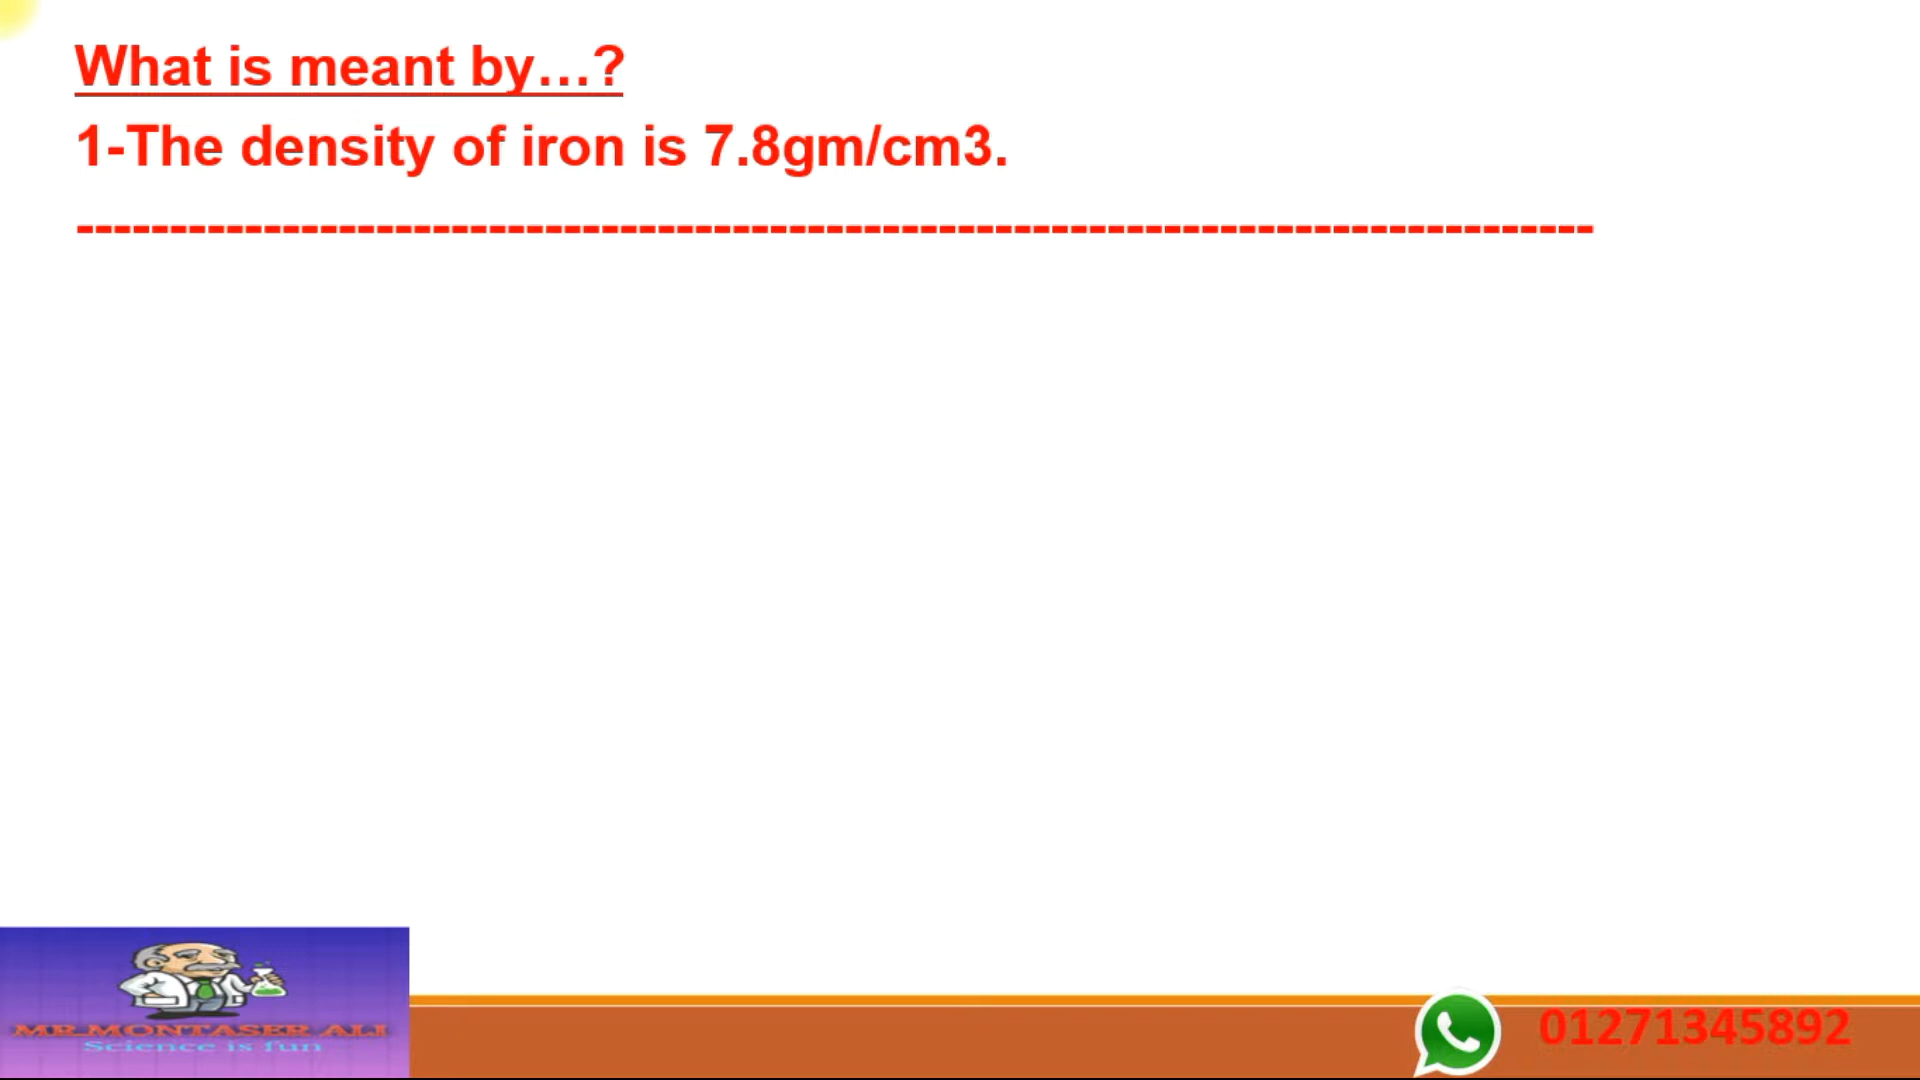 What is meant by...?
1-The density of iron is 7.8gm/cm3.
---------------------------------------------------------------------------------
MR.MONTASER ALI
Science is fun
01271345892